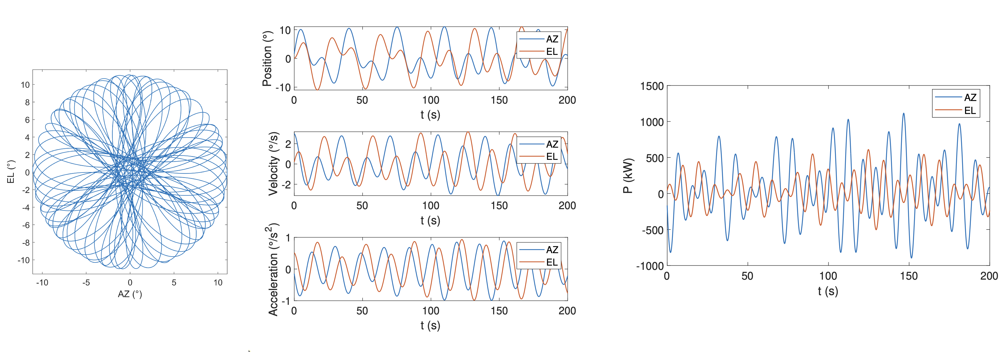 10
8
6
4
2
0
-2
-4
-6
-8
-10
EL (°)
-10 -5 0 5 10
AZ (°)
10
0
-10
Position (°)
AZ
EL
0 50 100 150 200
t (s)
2
0
-2
Velocity (°/s)
AZ
EL
0 50 100 150 200
t (s)
1
0
-1
Acceleration (°/s²)
AZ
EL
0 50 100 150 200
t (s)
1500
1000
500
0
-500
-1000
P (kW)
AZ
EL
0 50 100 150 200
t (s)